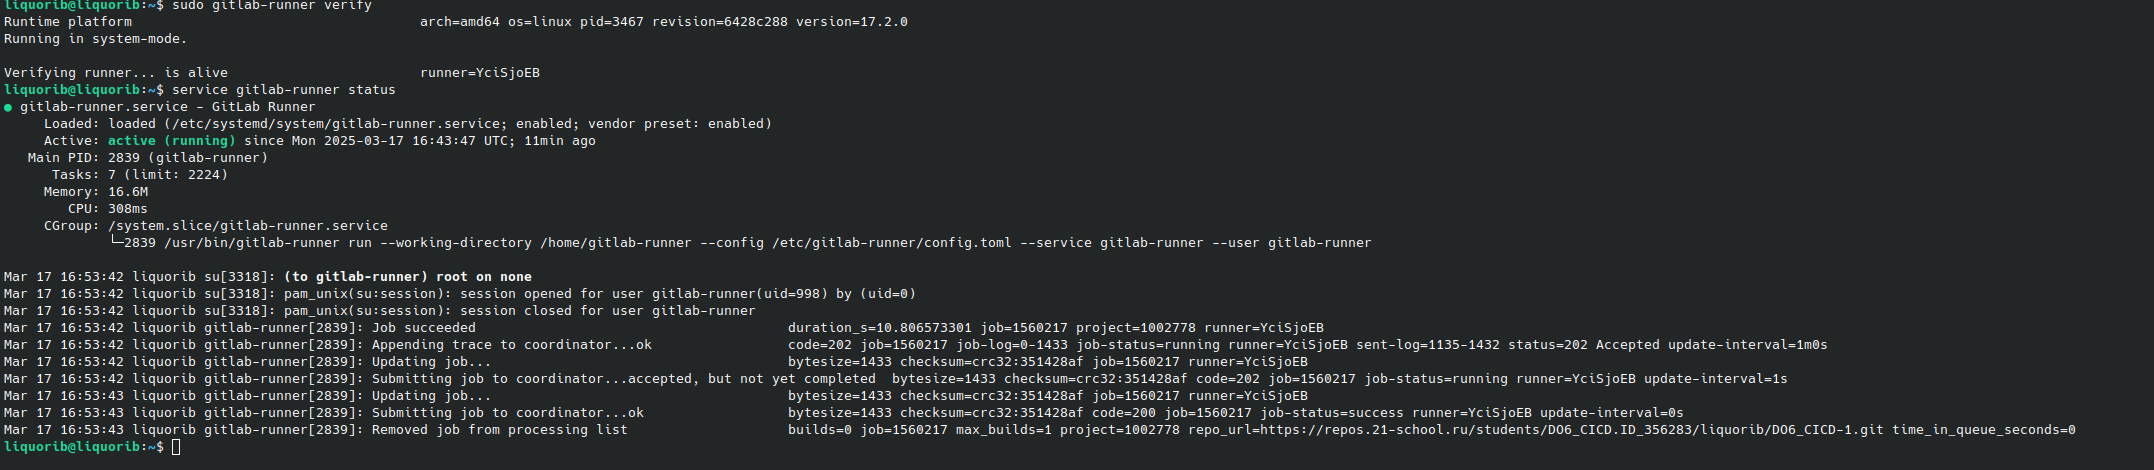 liquorib@liquorib:~$ sudo gitlab-runner verify
Runtime platform                                    arch=amd64 os=linux pid=3467 revision=6428c288 version=17.2.0
Running in system-mode.

Verifying runner... is alive                        runner=YciSjoEB
liquorib@liquorib:~$ service gitlab-runner status
● gitlab-runner.service - GitLab Runner
     Loaded: loaded (/etc/systemd/system/gitlab-runner.service; enabled; vendor preset: enabled)
     Active: active (running) since Mon 2025-03-17 16:43:47 UTC; 11min ago
   Main PID: 2839 (gitlab-runner)
      Tasks: 7 (limit: 2224)
     Memory: 16.6M
        CPU: 308ms
     CGroup: /system.slice/gitlab-runner.service
             └─2839 /usr/bin/gitlab-runner run --working-directory /home/gitlab-runner --config /etc/gitlab-runner/config.toml --service gitlab-runner --user gitlab-runner

Mar 17 16:53:42 liquorib su[3318]: (to gitlab-runner) root on none
Mar 17 16:53:42 liquorib su[3318]: pam_unix(su:session): session opened for user gitlab-runner(uid=998) by (uid=0)
Mar 17 16:53:42 liquorib su[3318]: pam_unix(su:session): session closed for user gitlab-runner
Mar 17 16:53:42 liquorib gitlab-runner[2839]: Job succeeded                                       duration_s=10.806573301 job=1560217 project=1002778 runner=YciSjoEB
Mar 17 16:53:42 liquorib gitlab-runner[2839]: Appending trace to coordinator...ok                 code=202 job=1560217 job-log=0-1433 job-status=running runner=YciSjoEB sent-log=1135-1432 status=202 Accepted update-interval=1m0s
Mar 17 16:53:42 liquorib gitlab-runner[2839]: Updating job...                                     bytesize=1433 checksum=crc32:351428af job=1560217 runner=YciSjoEB
Mar 17 16:53:42 liquorib gitlab-runner[2839]: Submitting job to coordinator...accepted, but not yet completed  bytesize=1433 checksum=crc32:351428af code=202 job=1560217 job-status=running runner=YciSjoEB update-interval=1s
Mar 17 16:53:43 liquorib gitlab-runner[2839]: Updating job...                                     bytesize=1433 checksum=crc32:351428af job=1560217 runner=YciSjoEB
Mar 17 16:53:43 liquorib gitlab-runner[2839]: Submitting job to coordinator...ok                  bytesize=1433 checksum=crc32:351428af code=200 job=1560217 job-status=success runner=YciSjoEB update-interval=0s
Mar 17 16:53:43 liquorib gitlab-runner[2839]: Removed job from processing list                    builds=0 job=1560217 max_builds=1 project=1002778 repo_url=https://repos.21-school.ru/students/DO6_CICD.ID_356283/liquorib/DO6_CICD-1.git time_in_queue_seconds=0
liquorib@liquorib:~$